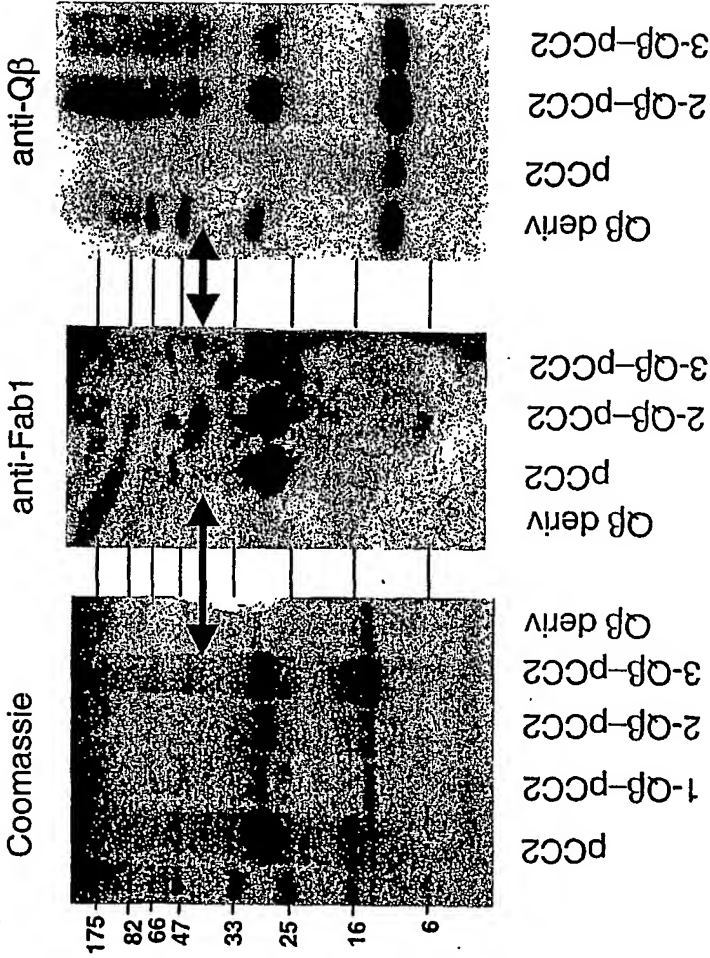 Coomassie
anti-Fab1
anti-Qβ
175
82
66
47
33
25
16
6
pCC2
1-Qβ–pCC2
2-Qβ–pCC2
3-Qβ–pCC2
Qβ deriv
Qβ deriv
pCC2
2-Qβ–pCC2
3-Qβ–pCC2
Qβ deriv
pCC2
2-Qβ–pCC2
3-Qβ–pCC2